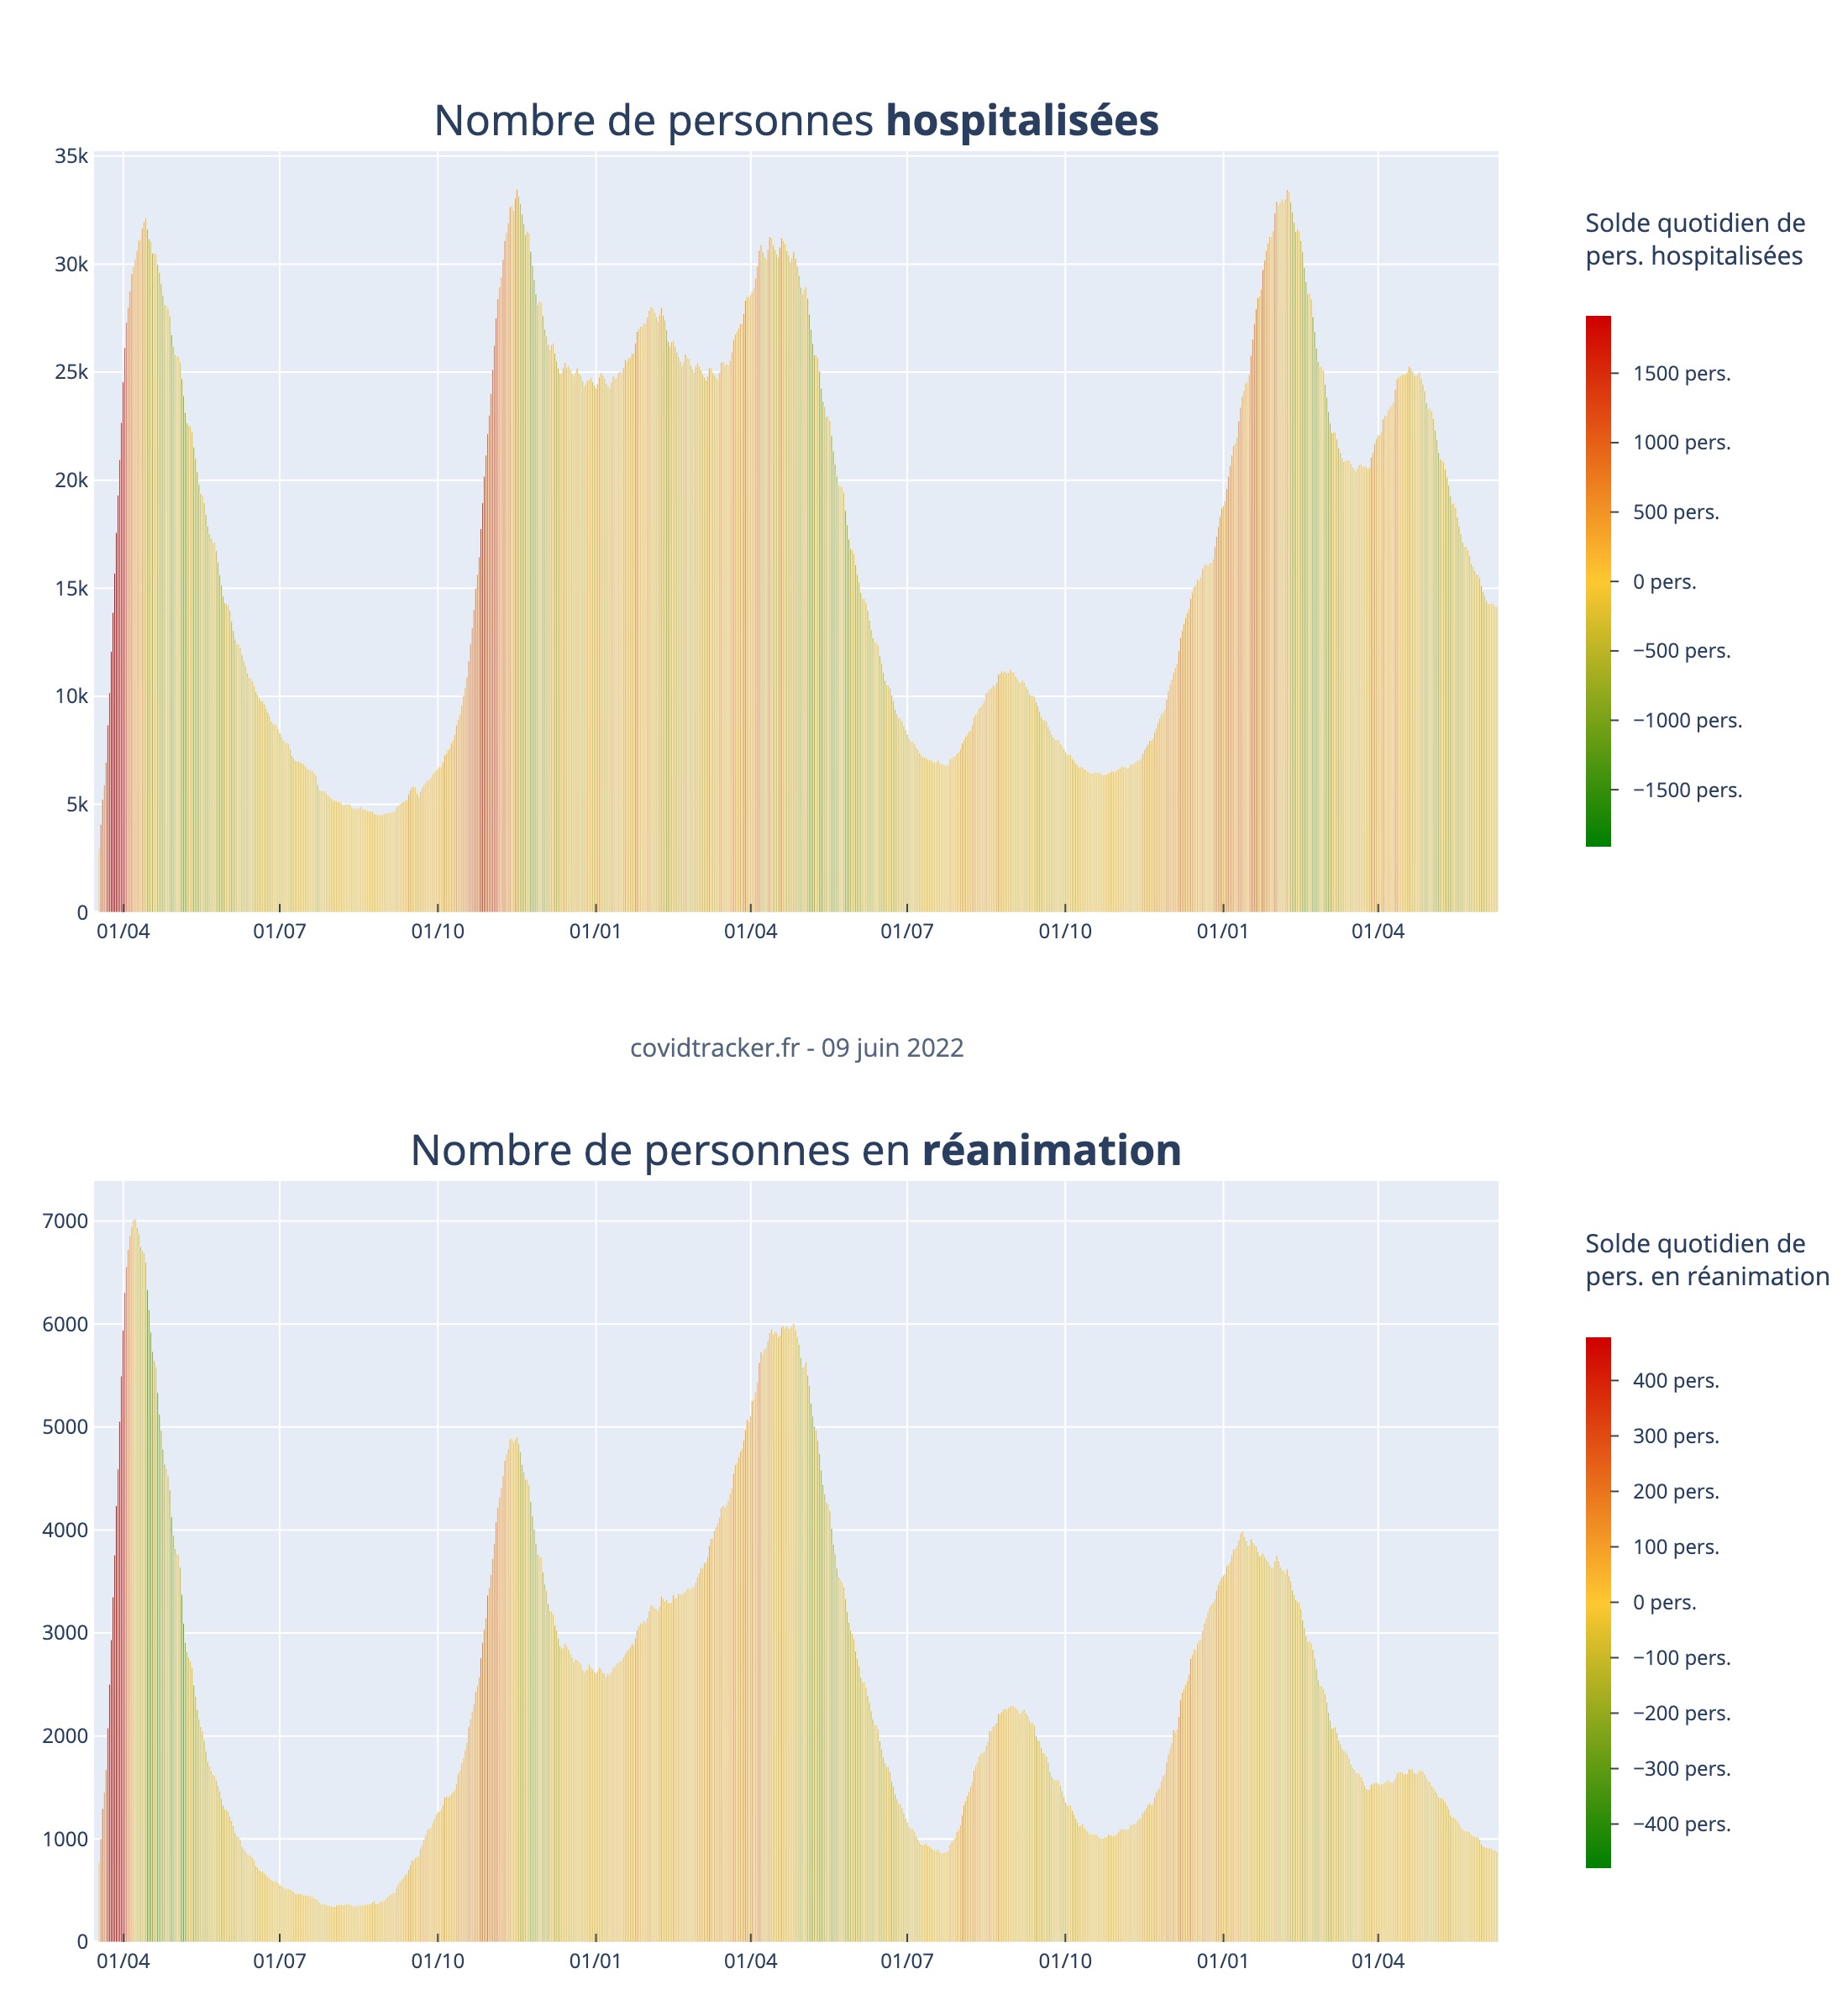 Nombre de personnes hospitalisées
35k
30k
25k
20k
15k
10k
5k
0
01/04 01/07 01/10 01/01 01/04 01/07 01/10 01/01 01/04
Solde quotidien de
pers. hospitalisées
1500 pers.
1000 pers.
500 pers.
0 pers.
−500 pers.
−1000 pers.
−1500 pers.
covidtracker.fr - 09 juin 2022
Nombre de personnes en réanimation
7000
6000
5000
4000
3000
2000
1000
0
01/04 01/07 01/10 01/01 01/04 01/07 01/10 01/01 01/04
Solde quotidien de
pers. en réanimation
400 pers.
300 pers.
200 pers.
100 pers.
0 pers.
−100 pers.
−200 pers.
−300 pers.
−400 pers.